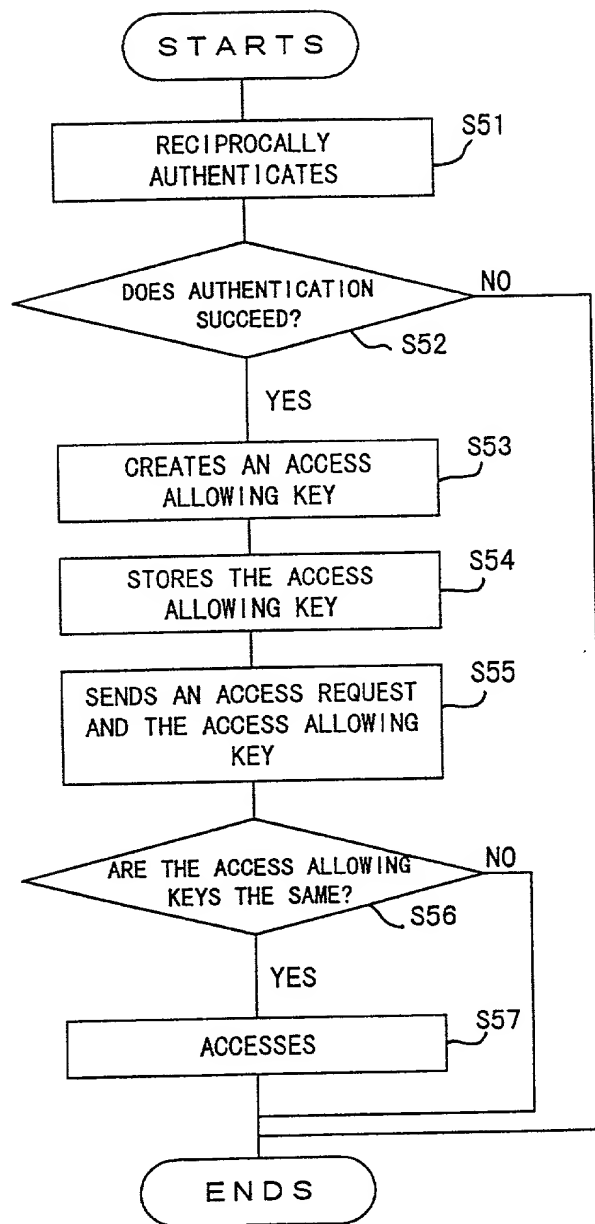 STARTS
RECIPROCALLY
AUTHENTICATES
S51
DOES AUTHENTICATION
SUCCEED?
NO
S52
YES
CREATES AN ACCESS
ALLOWING KEY
S53
STORES THE ACCESS
ALLOWING KEY
S54
SENDS AN ACCESS REQUEST
AND THE ACCESS ALLOWING
KEY
S55
ARE THE ACCESS ALLOWING
KEYS THE SAME?
NO
S56
YES
ACCESSES
S57
ENDS